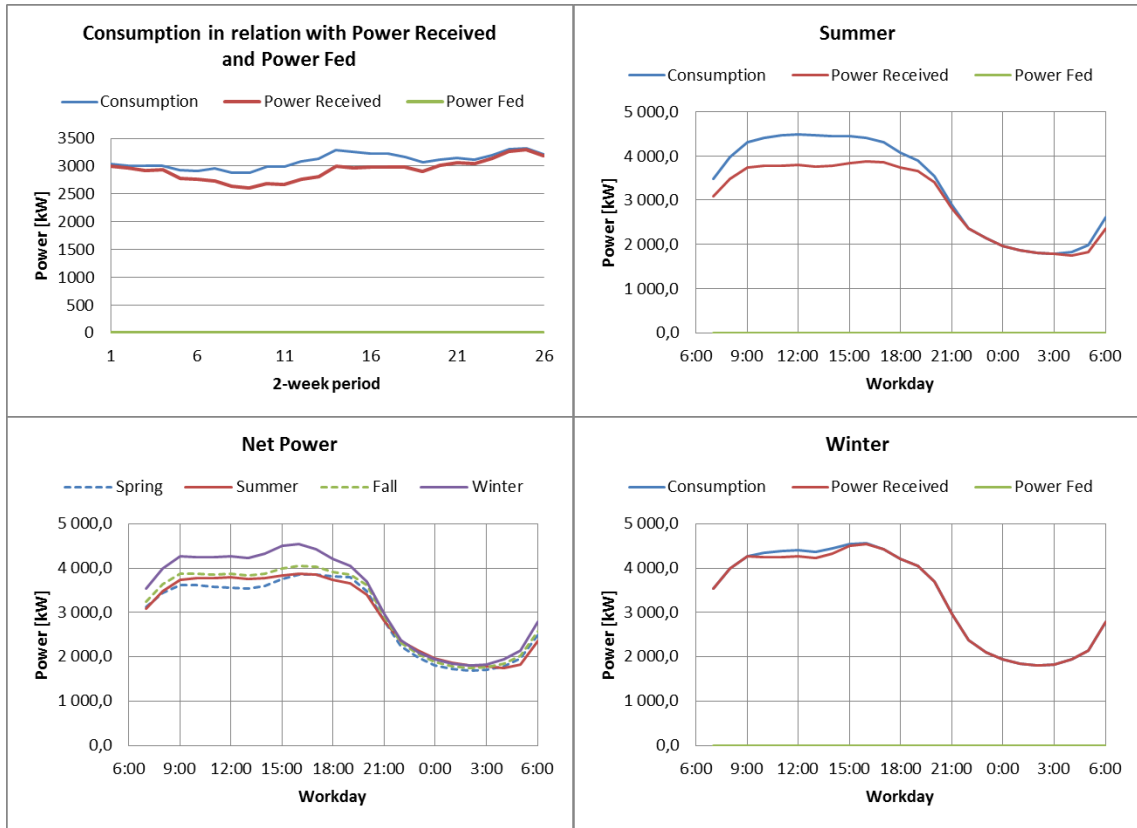 Consumption in relation with Power Received
and Power Fed
Consumption Power Received Power Fed
3500
3000
2500
2000
1500
1000
500
0
Power [kW]
1 6 11 16 21 26
2-week period
Summer
Consumption Power Received Power Fed
5 000,0
4 000,0
3 000,0
2 000,0
1 000,0
0,0
Power [kW]
6:00 9:00 12:00 15:00 18:00 21:00 0:00 3:00 6:00
Workday
Net Power
Spring Summer Fall Winter
5 000,0
4 000,0
3 000,0
2 000,0
1 000,0
0,0
Power [kW]
6:00 9:00 12:00 15:00 18:00 21:00 0:00 3:00 6:00
Workday
Winter
Consumption Power Received Power Fed
5 000,0
4 000,0
3 000,0
2 000,0
1 000,0
0,0
Power [kW]
6:00 9:00 12:00 15:00 18:00 21:00 0:00 3:00 6:00
Workday